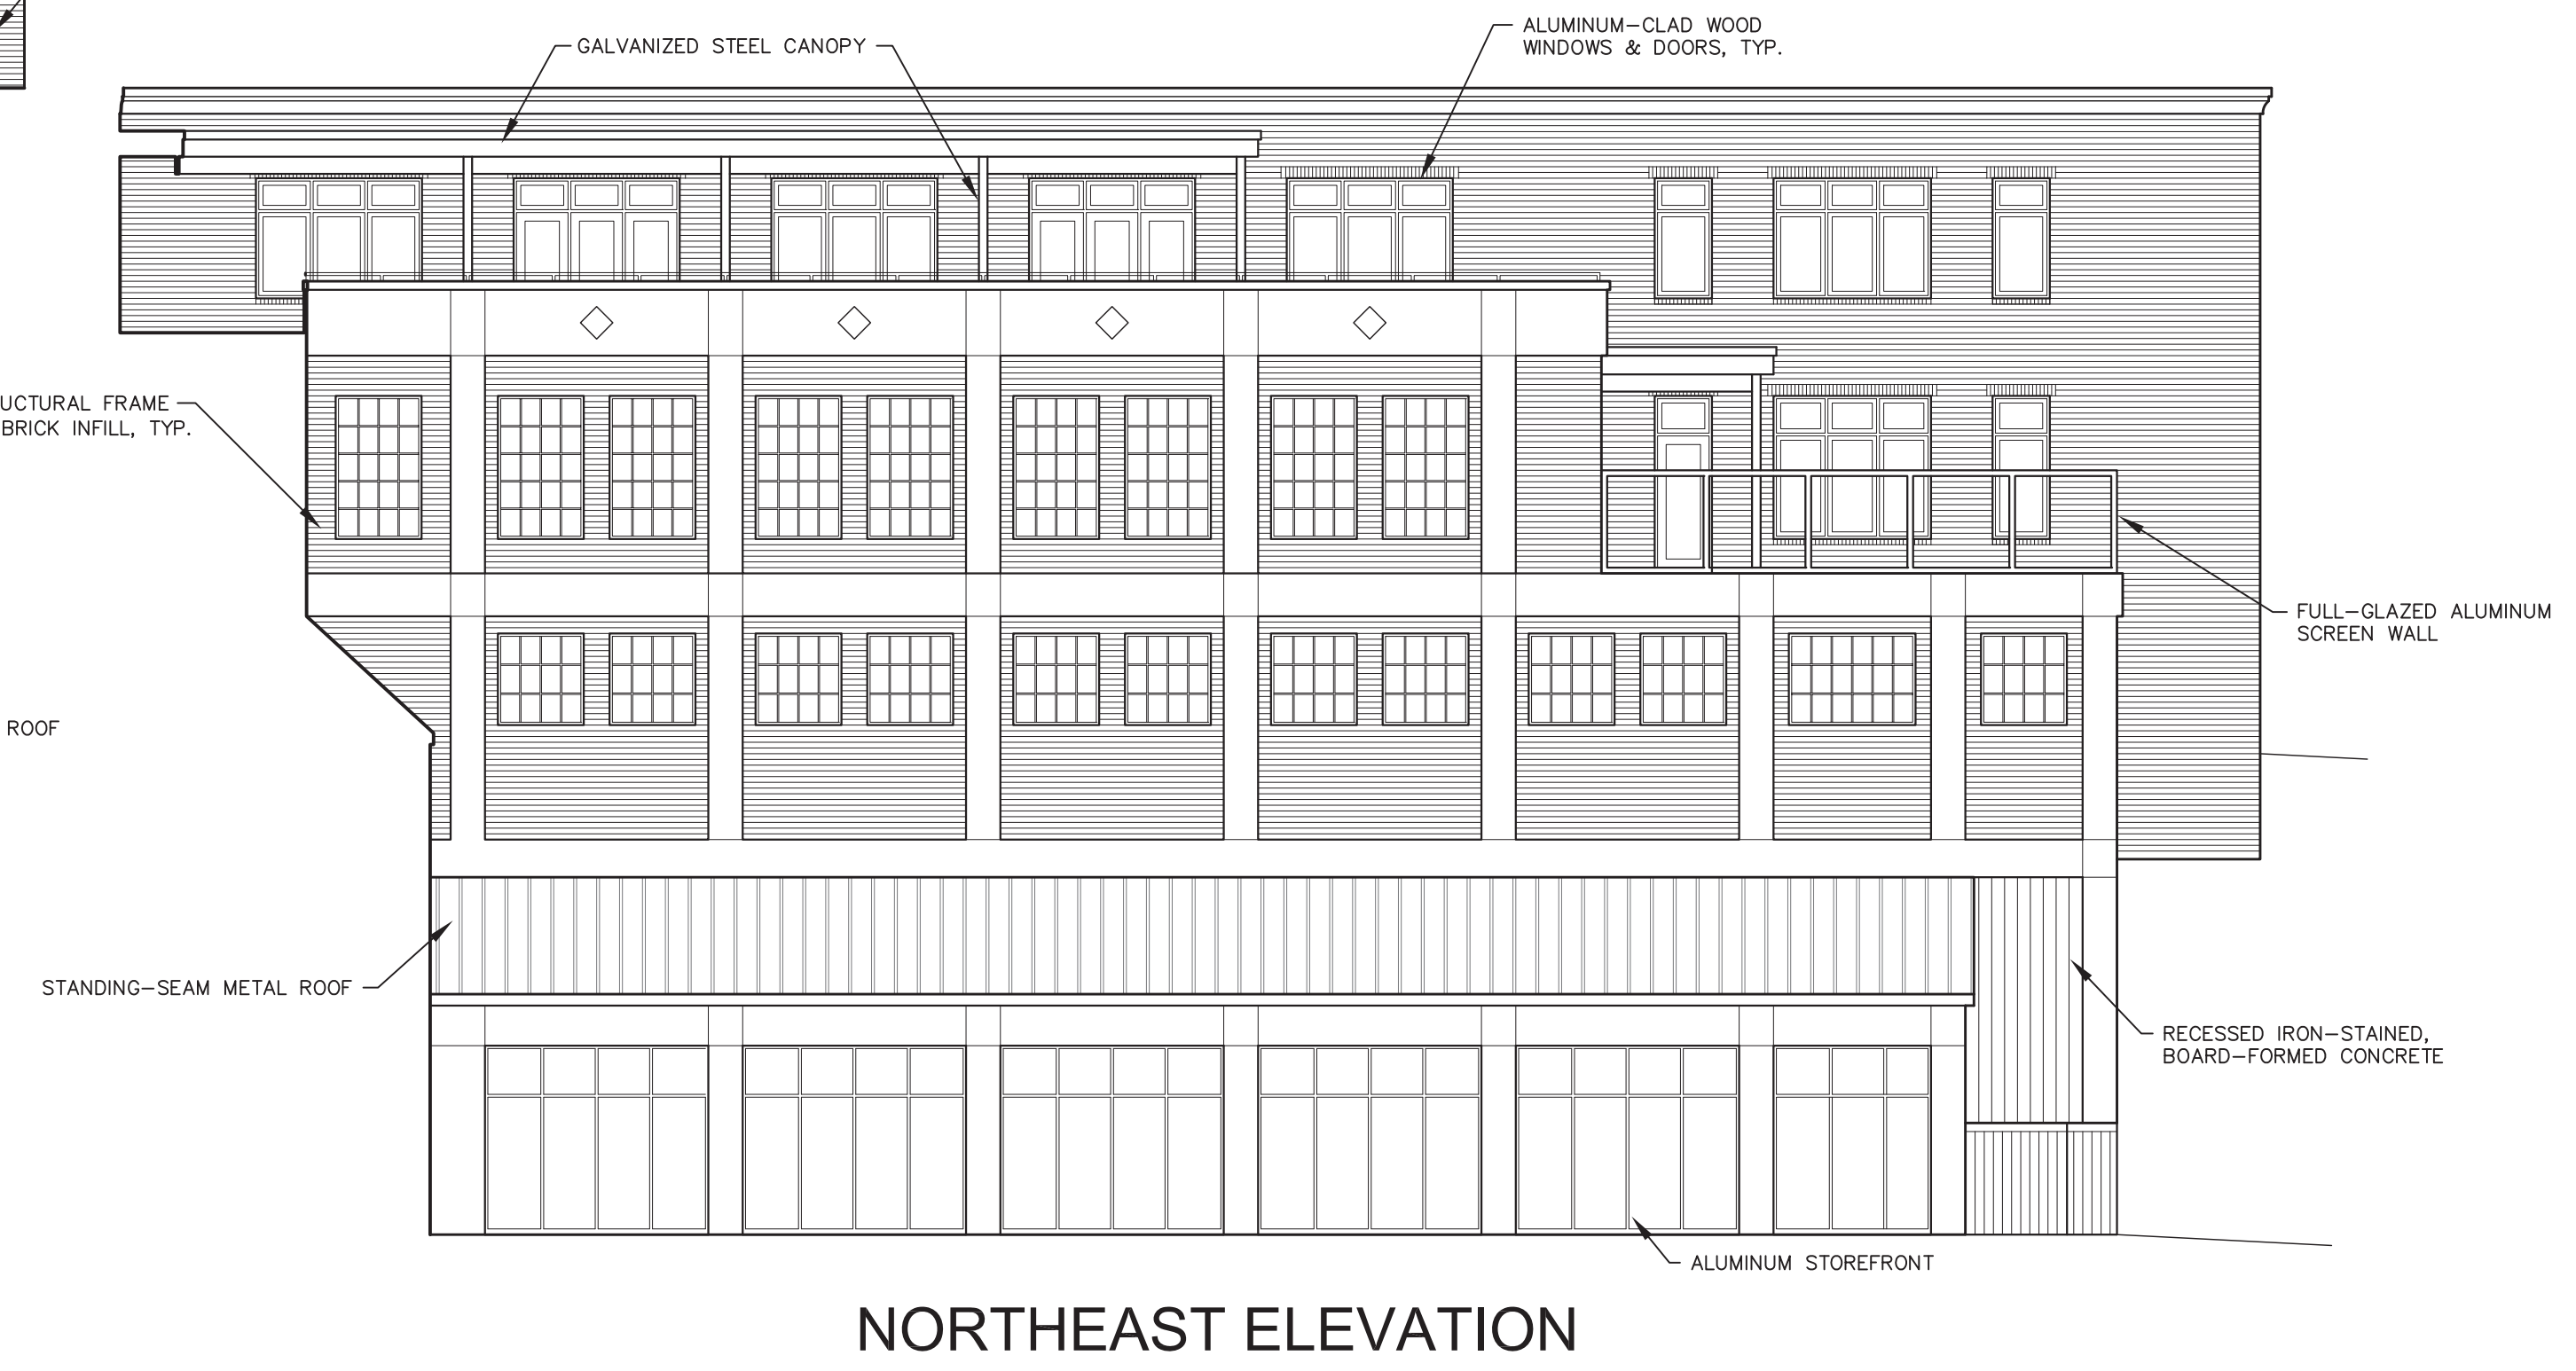 GALVANIZED STEEL CANOPY
ALUMINUM-CLAD WOOD
WINDOWS & DOORS, TYP.
UCTURAL FRAME
BRICK INFILL, TYP.
FULL-GLAZED ALUMINUM
SCREEN WALL
ROOF
STANDING-SEAM METAL ROOF
RECESSED IRON-STAINED,
BOARD-FORMED CONCRETE
ALUMINUM STOREFRONT
NORTHEAST ELEVATION